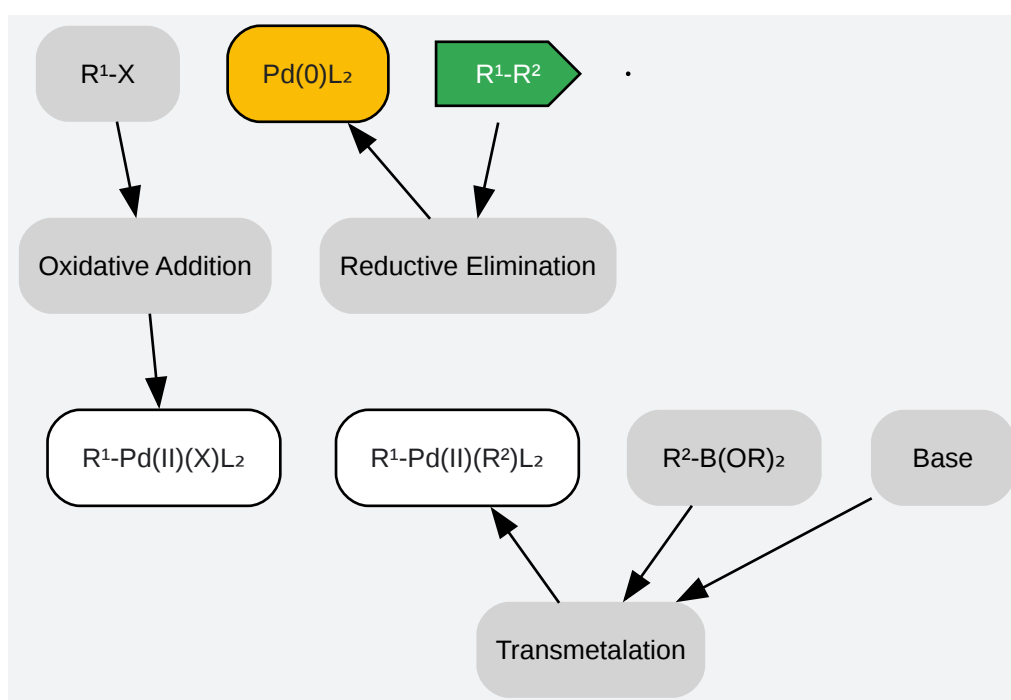 R¹-X
Pd(0)L₂
R¹-R²
.
Oxidative Addition
Reductive Elimination
R¹-Pd(II)(X)L₂
R¹-Pd(II)(R²)L₂
R²-B(OR)₂
Base
Transmetalation